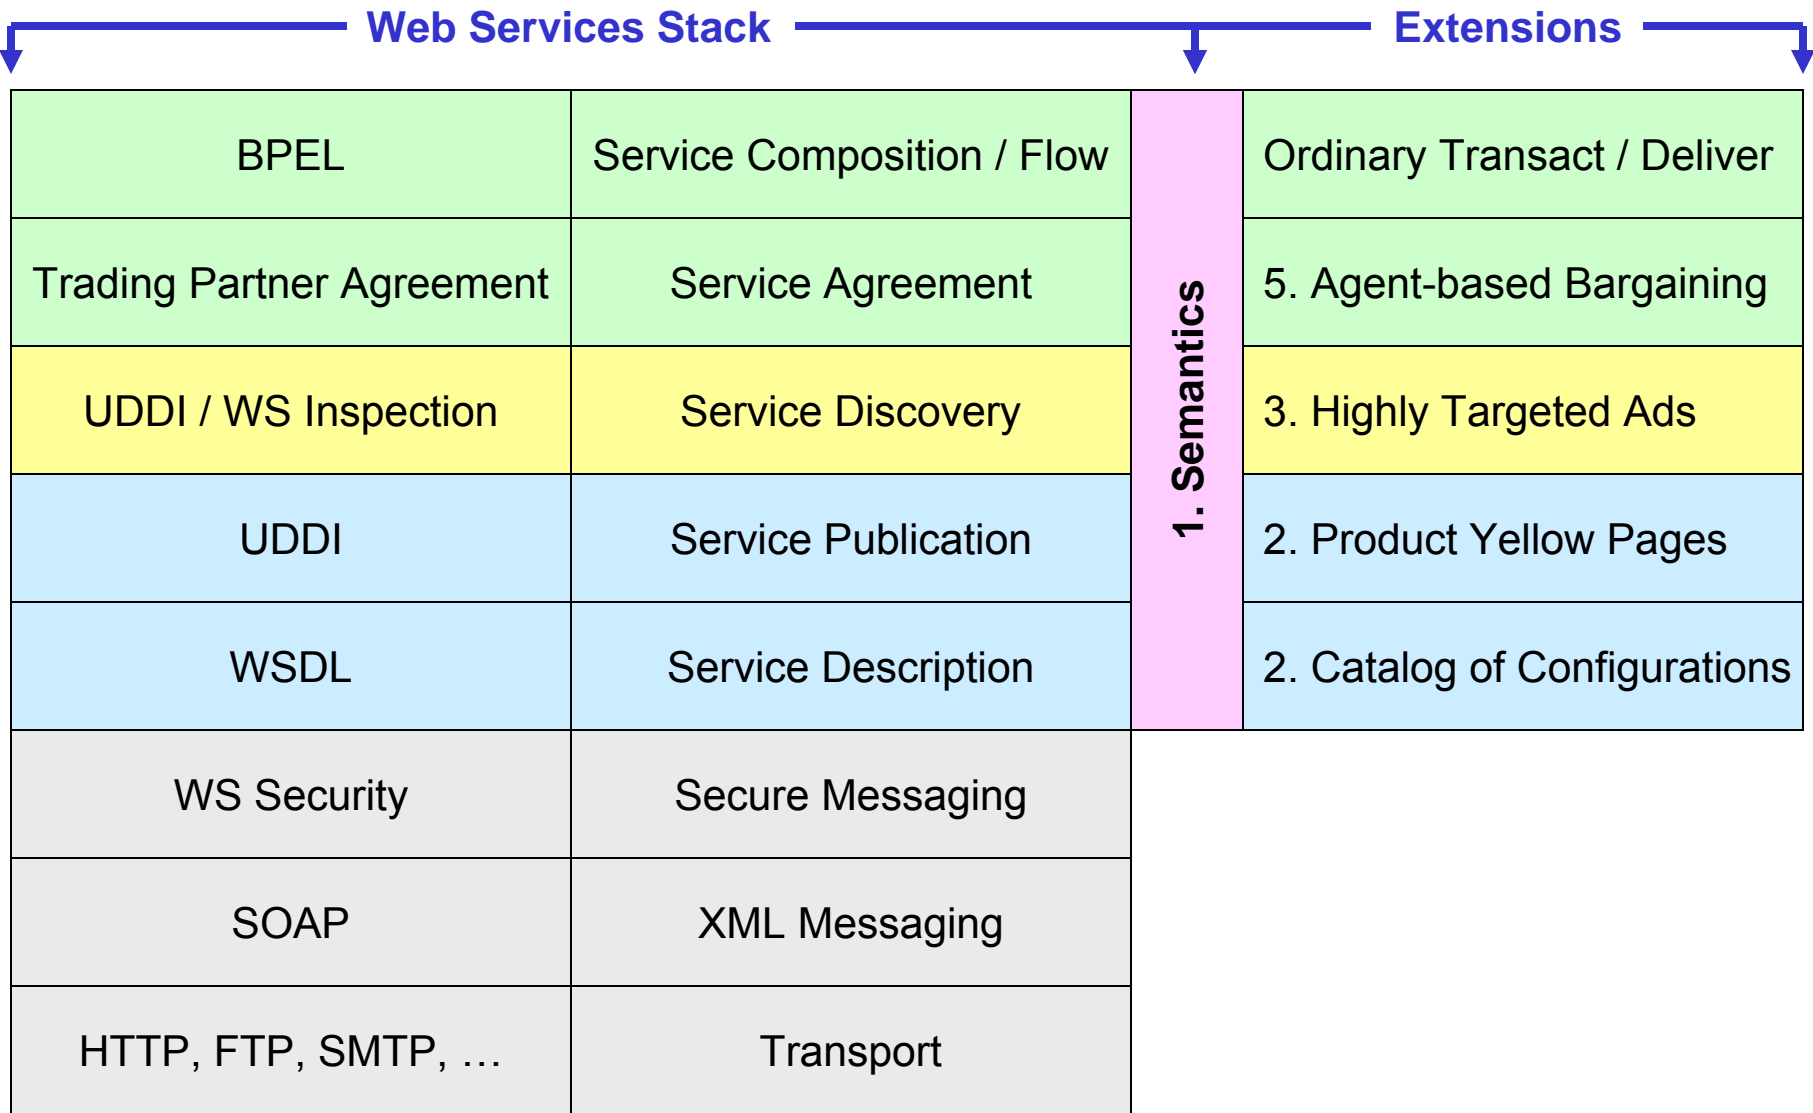 Web Services Stack
Extensions
BPEL
Service Composition / Flow
Ordinary Transact / Deliver
Trading Partner Agreement
Service Agreement
5. Agent-based Bargaining
1. Semantics
UDDI / WS Inspection
Service Discovery
3. Highly Targeted Ads
UDDI
Service Publication
2. Product Yellow Pages
WSDL
Service Description
2. Catalog of Configurations
WS Security
Secure Messaging
SOAP
XML Messaging
HTTP, FTP, SMTP, …
Transport